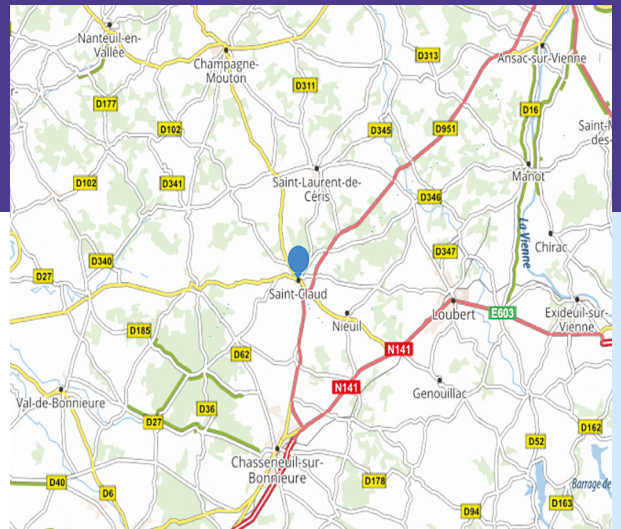 Nanteuil-en-
Vallée
Champagne-
Mouton
D313
Ansac-sur-Vienne
D311
D177
D16
D102
D345
D951
Saint-M
des-
Manot
D102
D341
Saint-Laurent-de-
Céris
D346
La Vienne
Chirac
D347
D340
D27
Saint-Claud
Loubert
E603
Exideuil-sur-
Vienne
Nieuil
D185
D62
N141
N141
Genouillac
Val-de-Bonnieure
D36
D27
D162
D52
Chasseneuil-sur-
Bonnieure
D40
D6
D178
Barrage de
D163
D94